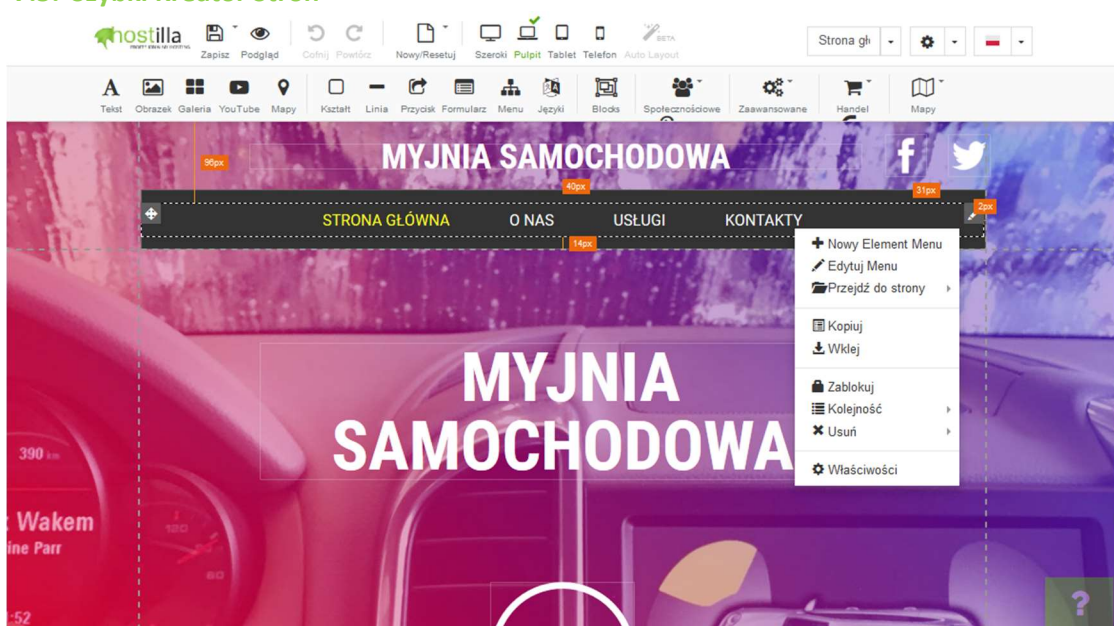 hostilla
Zapisz Podgląd Cofnij Powtórz Nowy/Resetuj Szeroki Pulpit Tablet Telefon Auto Layout BETA
Strona gł
Tekst Obrazek Galeria YouTube Mapy Kształt Linia Przycisk Formularz Menu Języki Blocks Społecznościowe Zaawansowane Handel Mapy
96px
MYJNIA SAMOCHODOWA
40px
31px
2px
STRONA GŁÓWNA O NAS USŁUGI KONTAKTY
14px
Nowy Element Menu
Edytuj Menu
Przejdź do strony
Kopiuj
Wklej
Zablokuj
Kolejność
Usuń
Właściwości
MYJNIA
SAMOCHODOWA
390 km
Wakem
ine Parr
120
80
:52
?